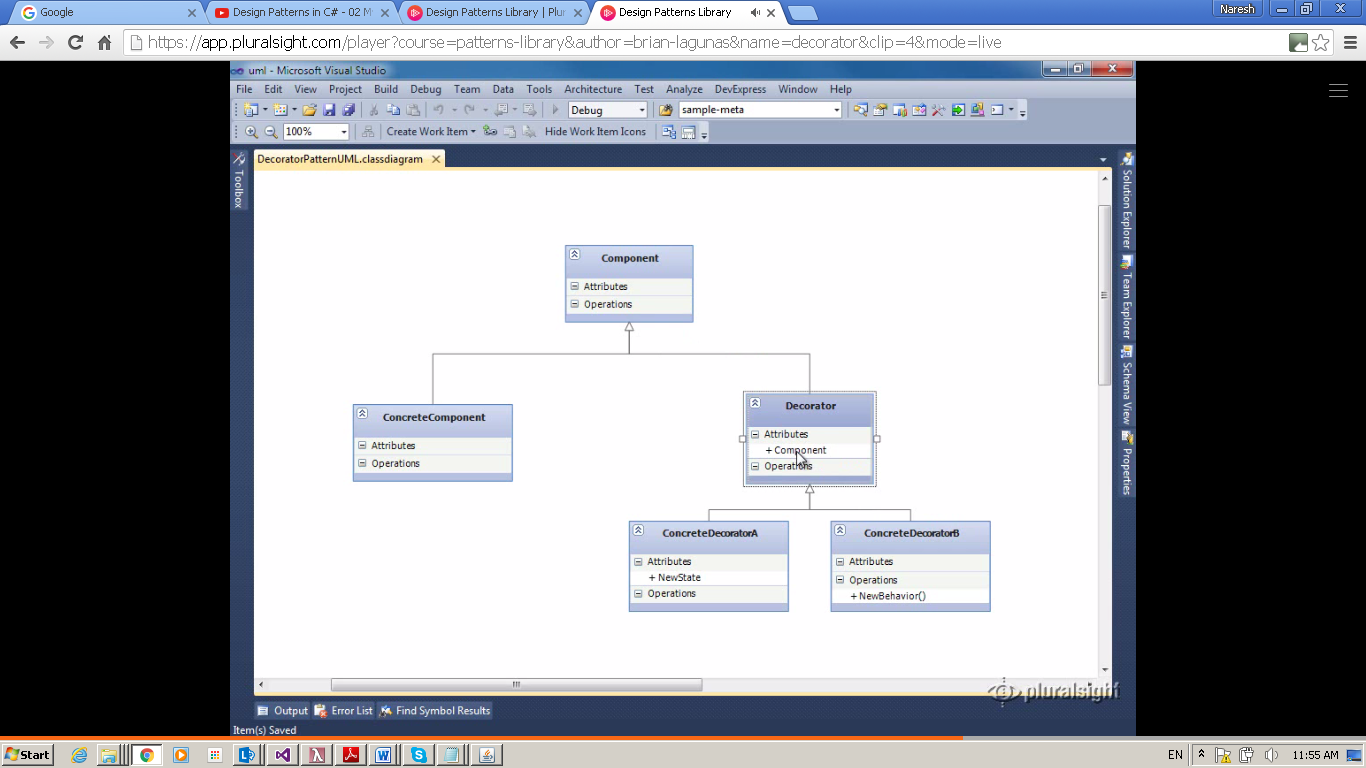 Google
Design Patterns in C# - 02 M
Design Patterns Library | Plur
Design Patterns Library
Naresh
https://app.pluralsight.com/player?course=patterns-library&author=brian-lagunas&name=decorator&clip=4&mode=live
uml - Microsoft Visual Studio
File Edit View Project Build Debug Team Data Tools Architecture Test Analyze DevExpress Window Help
Debug sample-meta
100% Create Work Item Hide Work Item Icons
DecoratorPatternUML.classdiagram
Toolbox
Solution Explorer
Team Explorer
Schema View
Properties
Component
Attributes
Operations
ConcreteComponent
Attributes
Operations
Decorator
Attributes
+ Component
Operations
ConcreteDecoratorA
Attributes
+ NewState
Operations
ConcreteDecoratorB
Attributes
Operations
+ NewBehavior()
pluralsight
Output Error List Find Symbol Results
Item(s) Saved
Start
EN 11:55 AM